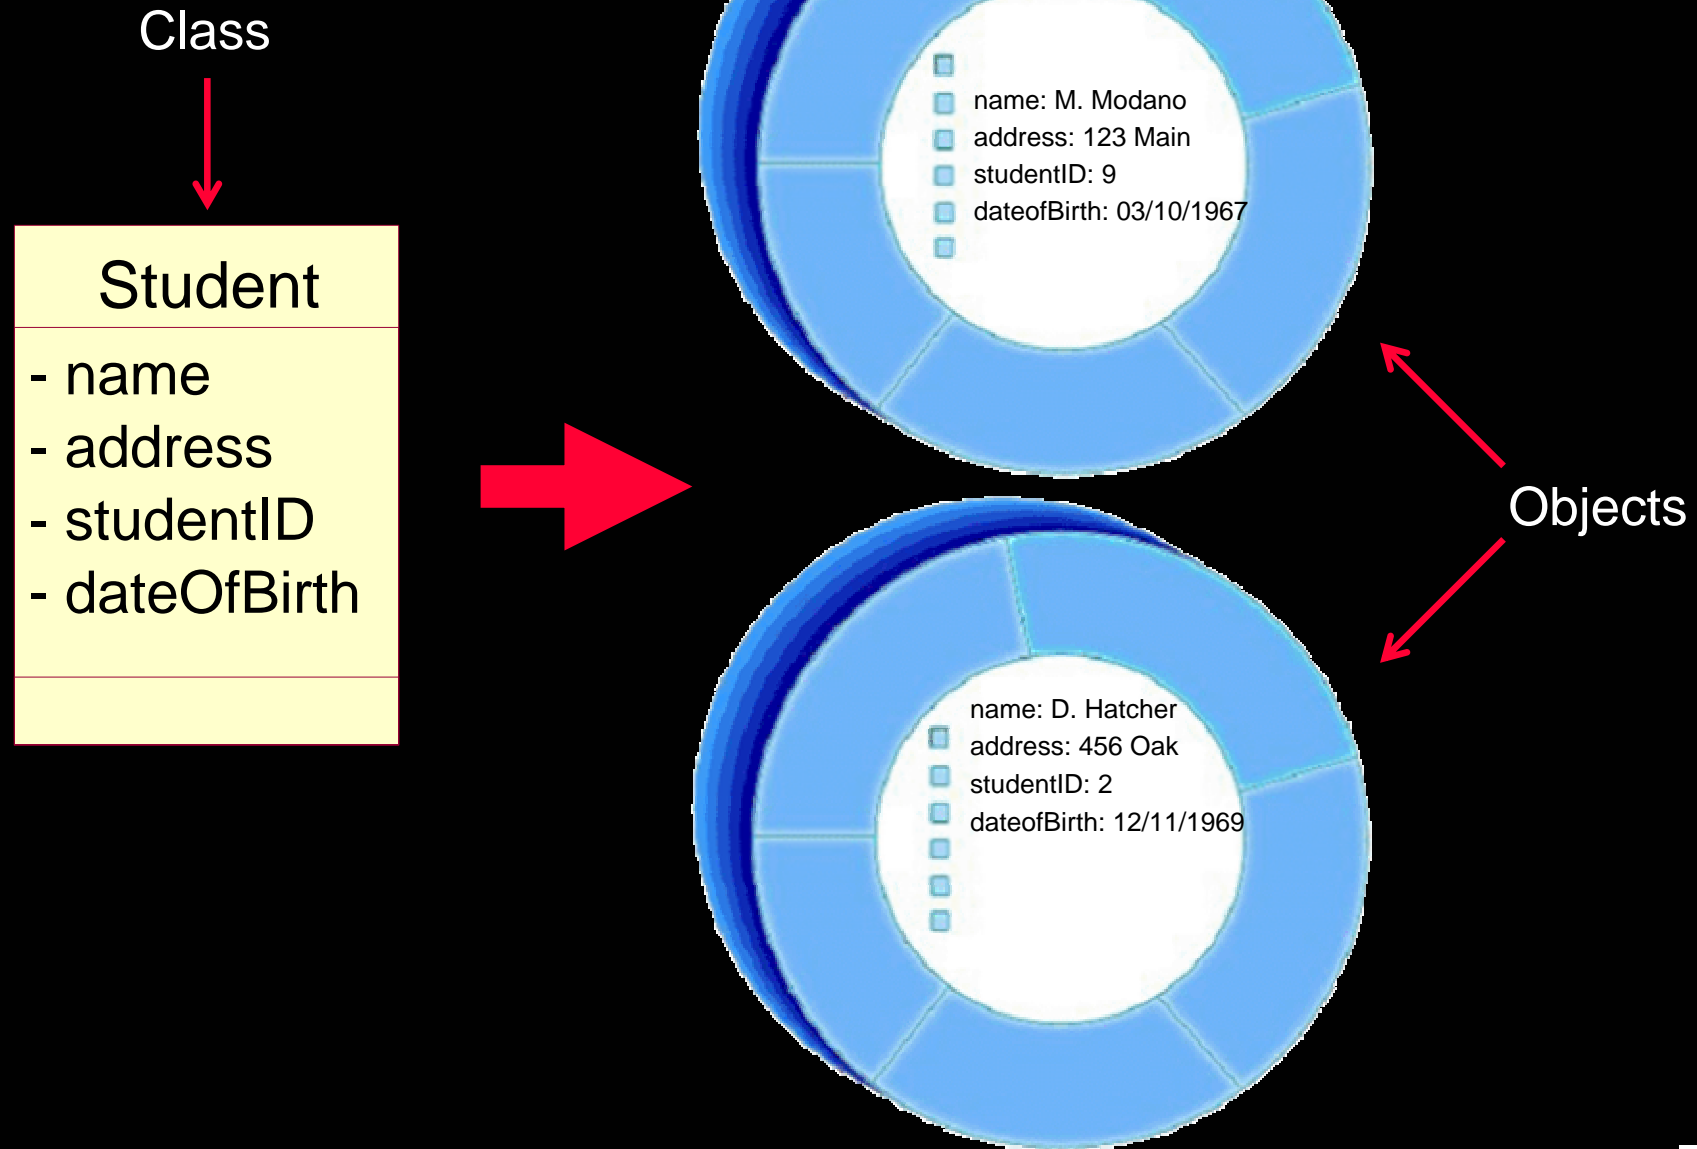 Class
Student
- name
- address
- studentID
- dateOfBirth
name: M. Modano
address: 123 Main
studentID: 9
dateofBirth: 03/10/1967
name: D. Hatcher
address: 456 Oak
studentID: 2
dateofBirth: 12/11/1969
Objects